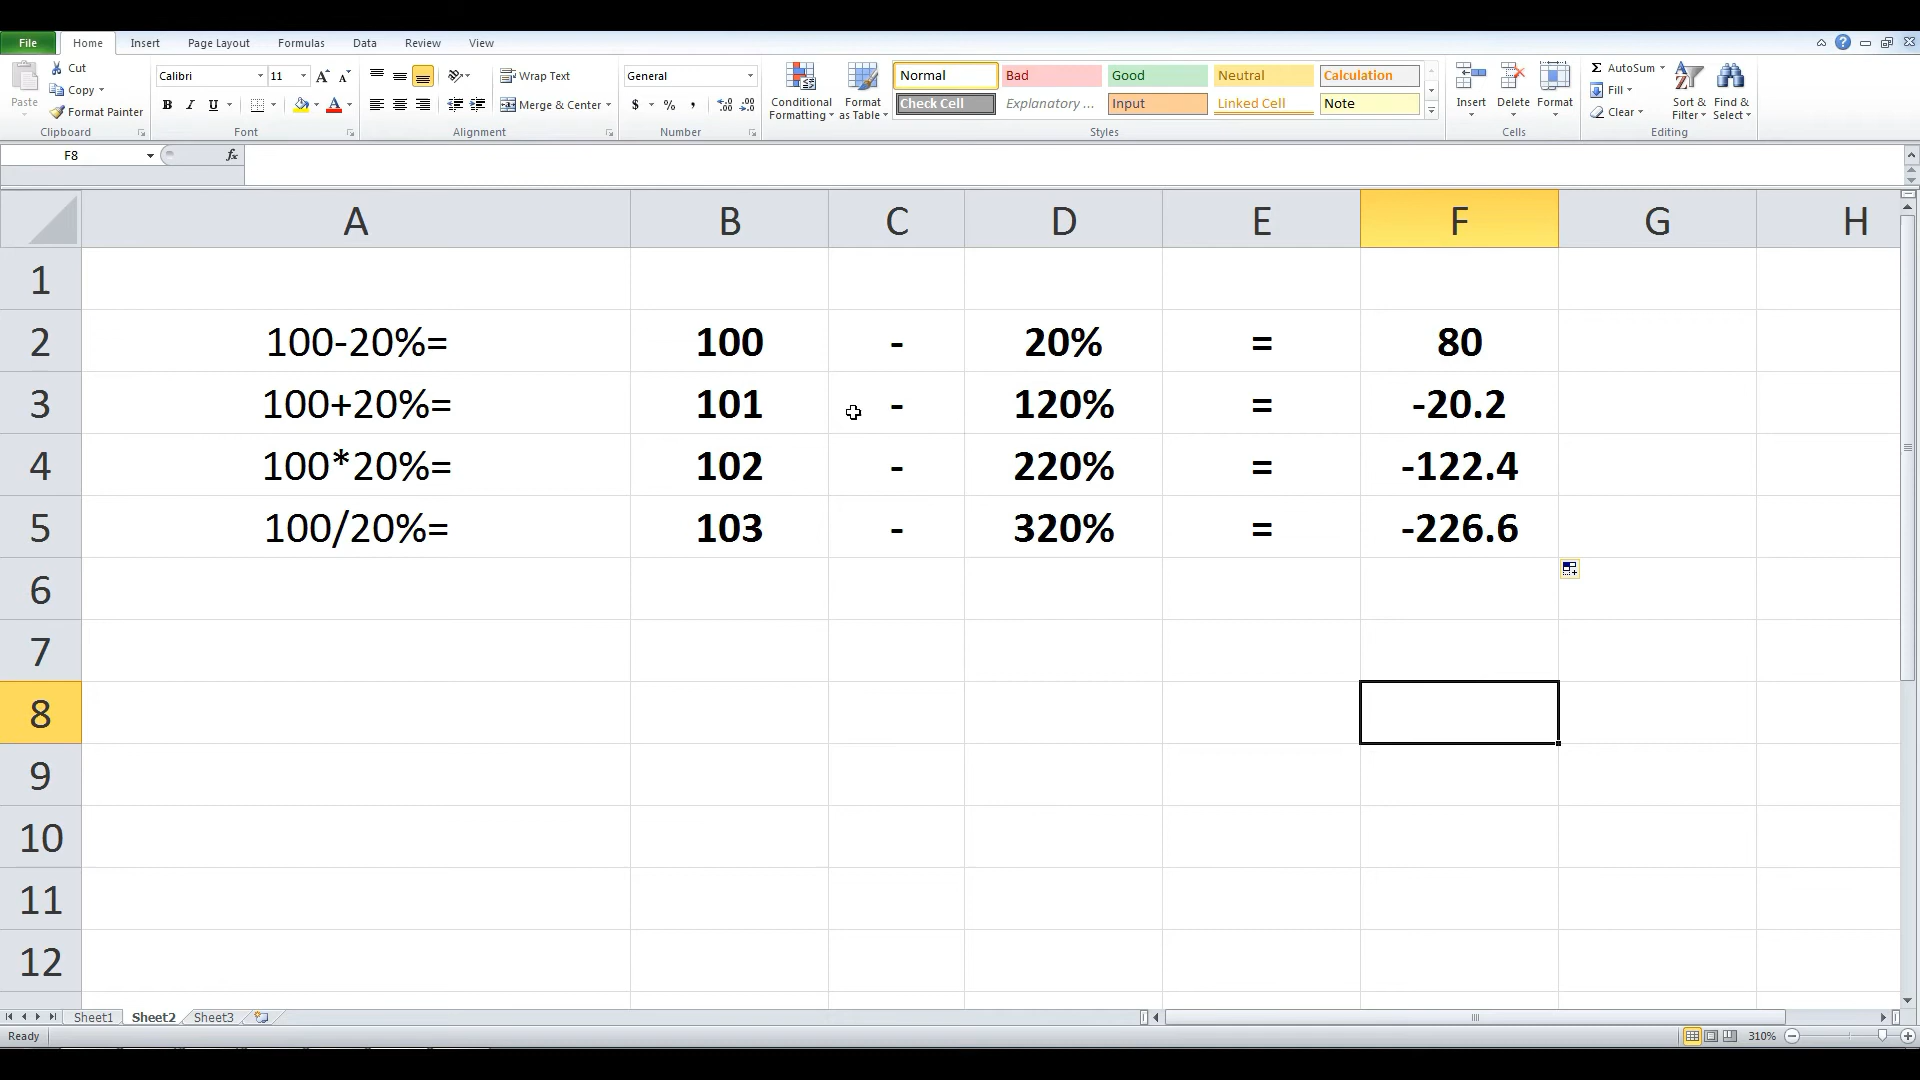 File Home Insert Page Layout Formulas Data Review View
Cut
Copy
Format Painter
Paste
Clipboard
Calibri 11
B I U
Font
Wrap Text
Merge & Center
Alignment
General
$ % ,
Number
Conditional Formatting
Format as Table
Normal Bad Good Neutral Calculation
Check Cell Explanatory ... Input Linked Cell Note
Styles
Insert Delete Format
Cells
AutoSum
Fill
Clear
Sort & Filter
Find & Select
Editing
F8 fx
A B C D E F G H
1
2 100-20%= 100 - 20% = 80
3 100+20%= 101 - 120% = -20.2
4 100*20%= 102 - 220% = -122.4
5 100/20%= 103 - 320% = -226.6
6
7
8
9
10
11
12
Sheet1 Sheet2 Sheet3
Ready 310%